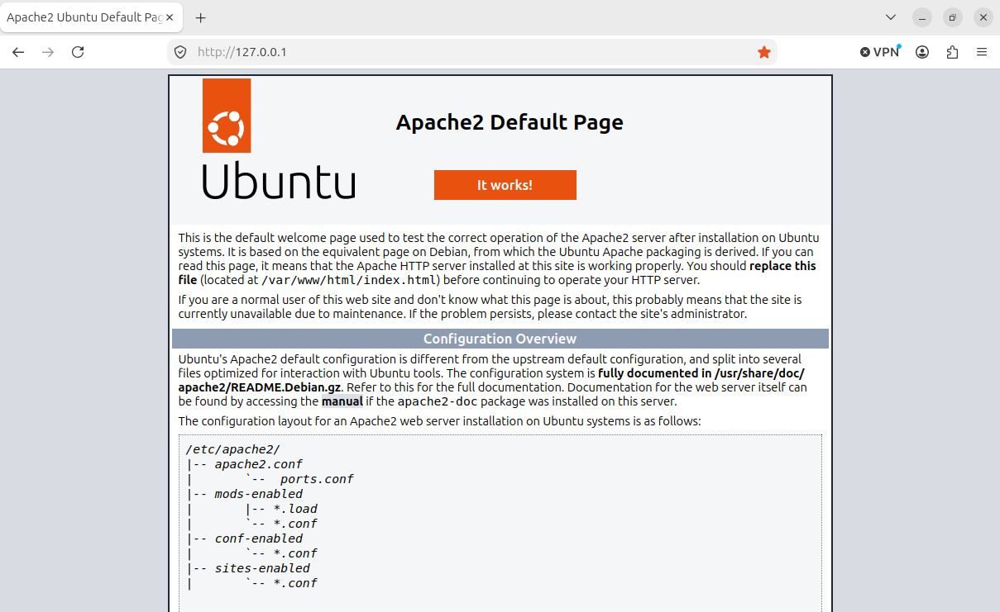 Apache2 Ubuntu Default Pag
http://127.0.0.1
VPN
Ubuntu
Apache2 Default Page
It works!
This is the default welcome page used to test the correct operation of the Apache2 server after installation on Ubuntu
systems. It is based on the equivalent page on Debian, from which the Ubuntu Apache packaging is derived. If you can
read this page, it means that the Apache HTTP server installed at this site is working properly. You should replace this
file (located at /var/www/html/index.html) before continuing to operate your HTTP server.
If you are a normal user of this web site and don't know what this page is about, this probably means that the site is
currently unavailable due to maintenance. If the problem persists, please contact the site's administrator.
Configuration Overview
Ubuntu's Apache2 default configuration is different from the upstream default configuration, and split into several
files optimized for interaction with Ubuntu tools. The configuration system is fully documented in /usr/share/doc/
apache2/README.Debian.gz. Refer to this for the full documentation. Documentation for the web server itself can
be found by accessing the manual if the apache2-doc package was installed on this server.
The configuration layout for an Apache2 web server installation on Ubuntu systems is as follows:
/etc/apache2/
|-- apache2.conf
|       `--  ports.conf
|-- mods-enabled
|       |-- *.load
|       `-- *.conf
|-- conf-enabled
|       `-- *.conf
|-- sites-enabled
|       `-- *.conf